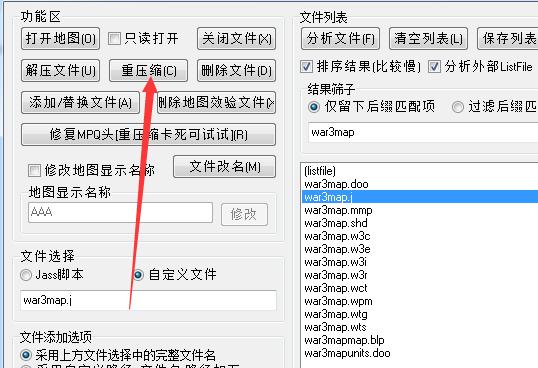 功能区
打开地图(O) 只读打开 关闭文件(X)
解压文件(U) 重压缩(C) 删除文件(D)
添加/替换文件(A) 删除地图效验文件(
修复MPQ头[重压缩卡死可试试](R)
修改地图显示名称 文件改名(M)
地图显示名称
AAA 修改
文件选择
Jass脚本 自定义文件
war3map.j
文件添加选项
采用上方文件选择中的完整文件名
文件列表
分析文件(F) 清空列表(L) 保存列表
排序结果(比较慢) 分析外部ListFile
结果筛子
仅留下后缀匹配项 过滤后缀匹
war3map
(listfile)
war3map.doo
war3map.j
war3map.mmp
war3map.shd
war3map.w3c
war3map.w3e
war3map.w3i
war3map.w3r
war3map.wct
war3map.wpm
war3map.wtg
war3map.wts
war3mapmap.blp
war3mapunits.doo